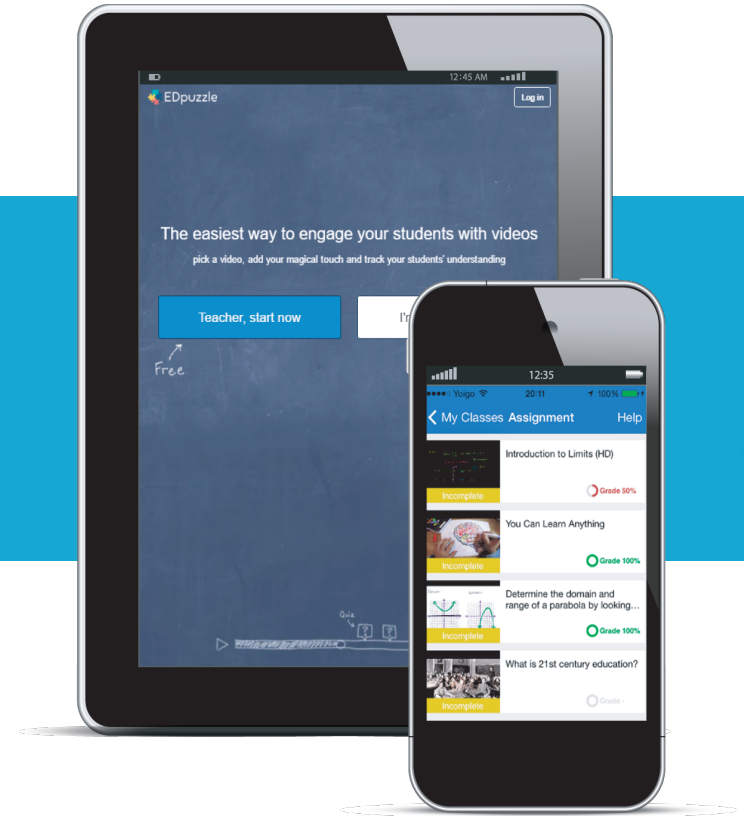 12:45 AM
EDpuzzle
Log in
The easiest way to engage your students with videos
pick a video, add your magical touch and track your students' understanding
Teacher, start now
I'
Free
Quiz
?
?
12:35
Yoigo
20:11
100%
My Classes
Assignment
Help
Introduction to Limits (HD)
Incomplete
Grade 50%
You Can Learn Anything
Incomplete
Grade 100%
Determine the domain and
range of a parabola by looking...
Incomplete
Grade 100%
What is 21st century education?
Incomplete
Grade -